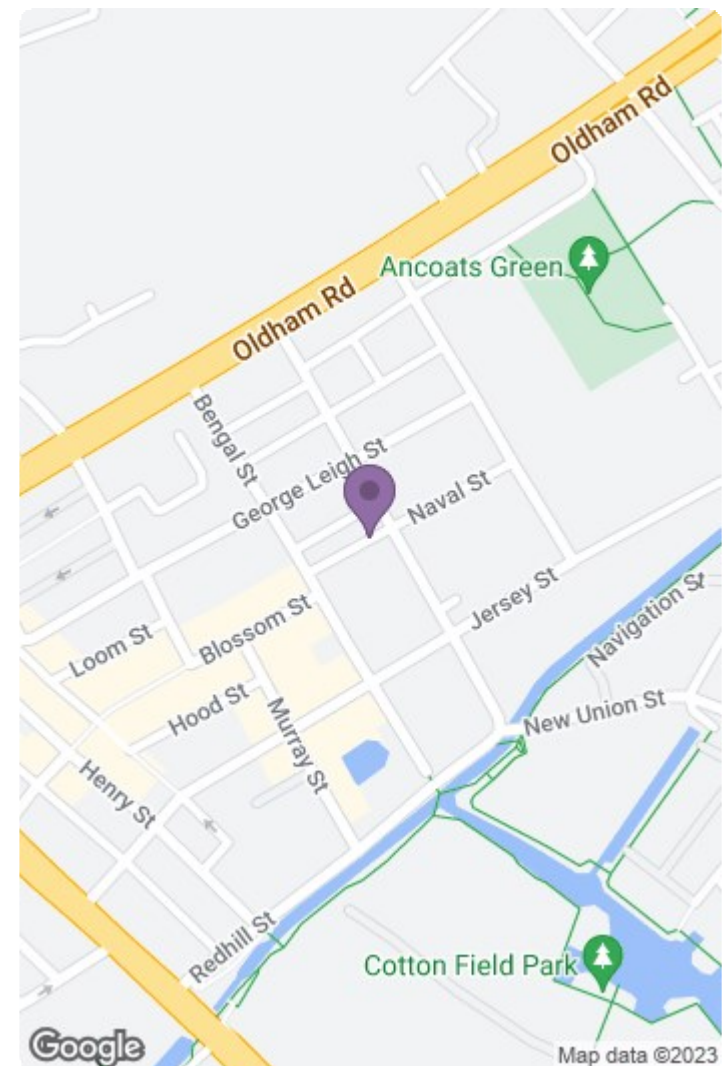 Oldham Rd
Ancoats Green
Oldham Rd
Bengal St
George Leigh St
Naval St
Jersey St
Navigation St
Loom St
Blossom St
Hood St
Murray St
New Union St
Henry St
Redhill St
Cotton Field Park
Google
Map data ©2023